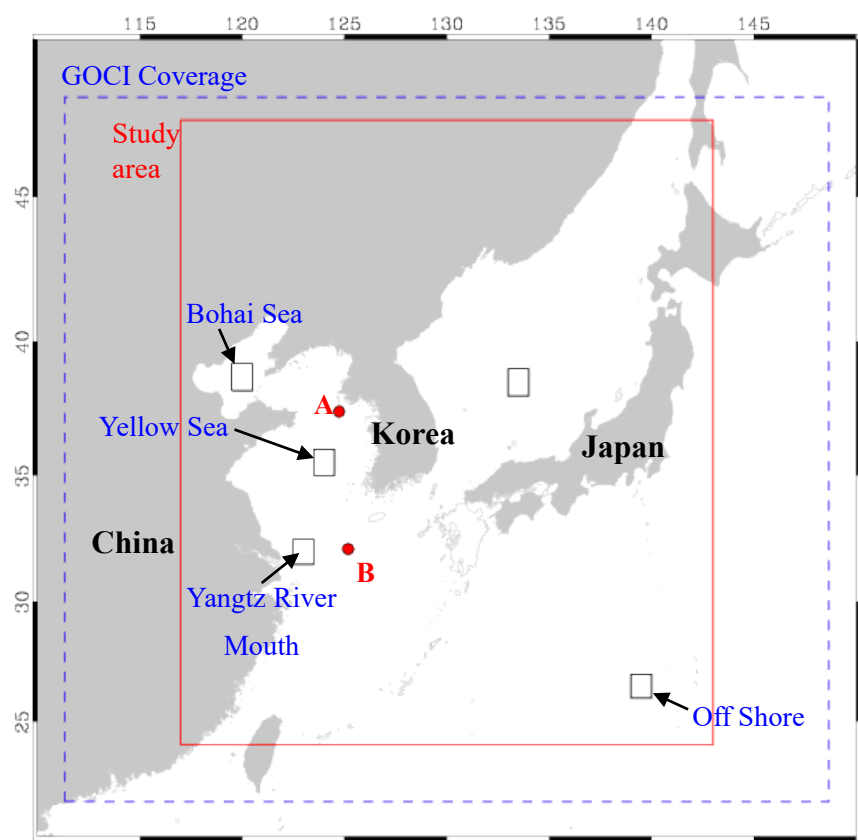 115 120 125 130 135 140 145
GOCI Coverage
Study
area
45
Bohai Sea
40
A
Yellow Sea
Korea
Japan
35
China
B
Yangtz River
30
Mouth
Off Shore
25